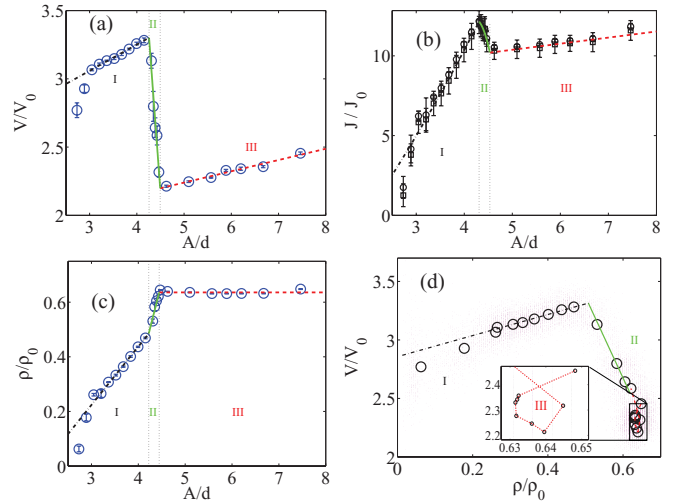 (a)
II
I
III
V/V₀
3.8
3
2.6
2.2
3 4 5 6 7 8
A/d
(b)
II
I
III
J / J₀
10
5
0
3 4 5 6 7 8
A/d
(c)
I
II
III
ρ/ρ₀
0.6
0.4
0.2
0
3 4 5 6 7 8
A/d
(d)
I
II
III
V/V₀
3.5
3
2.5
2
0 0.2 0.4 0.6
ρ/ρ₀
2.4
2.3
2.2
0.63 0.64 0.65